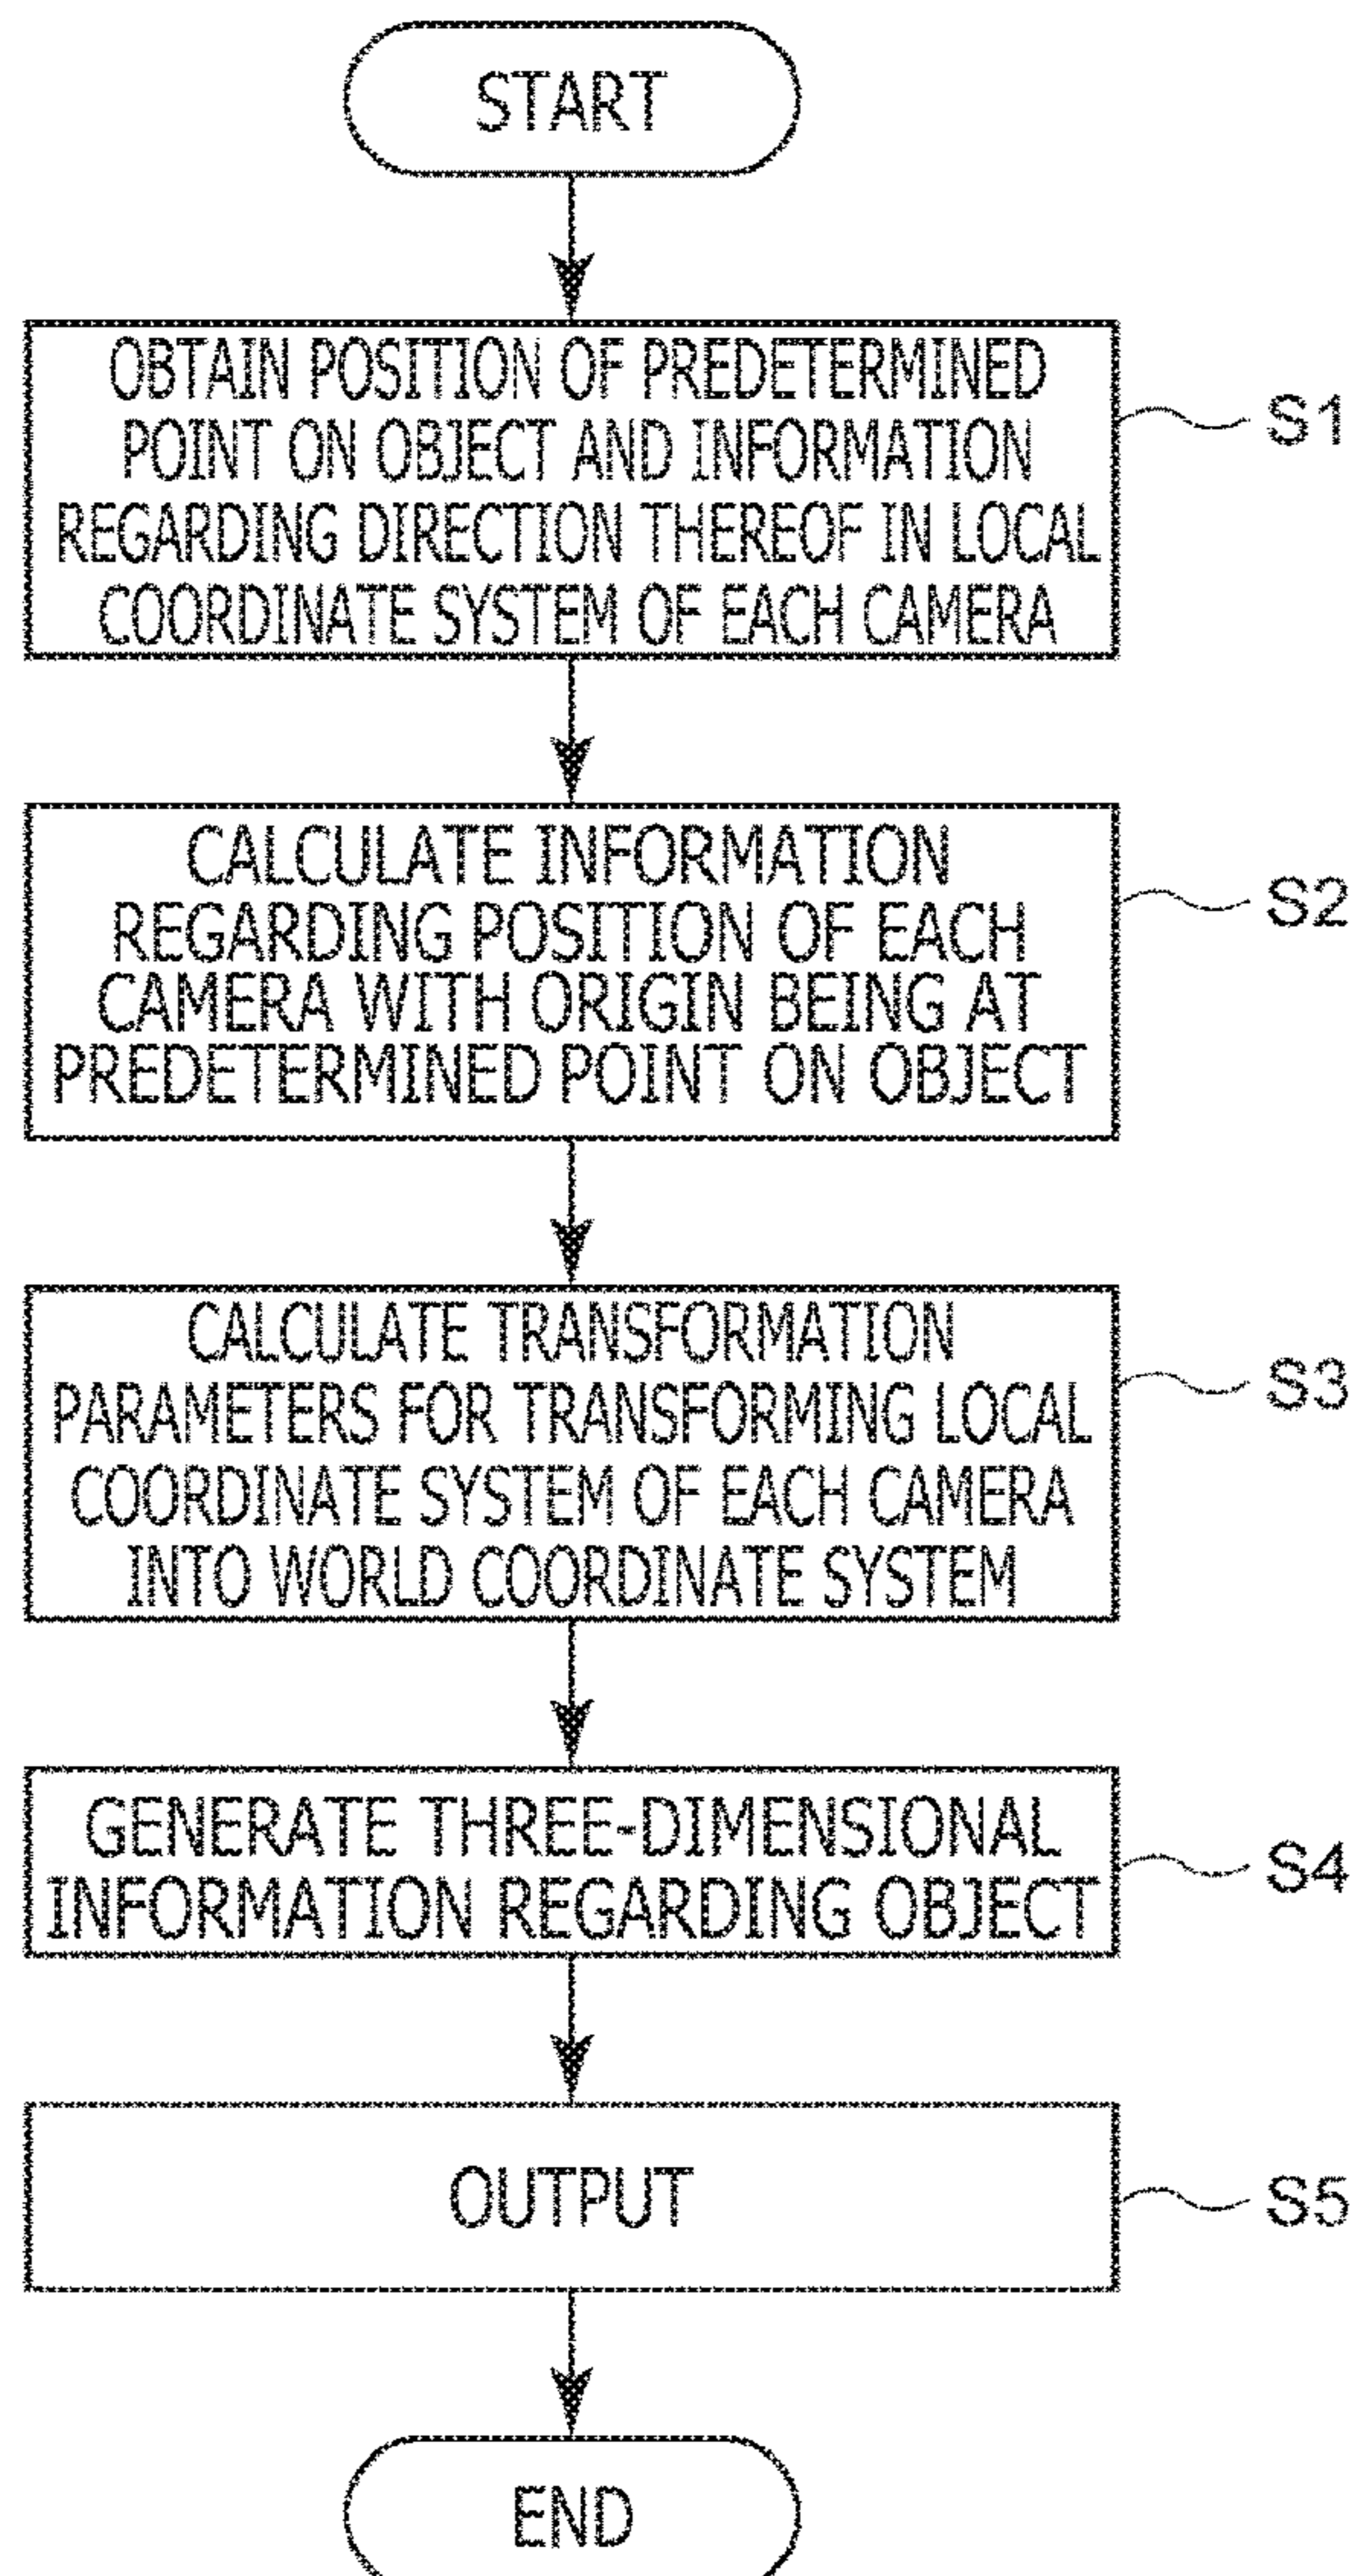 START
OBTAIN POSITION OF PREDETERMINED
POINT ON OBJECT AND INFORMATION
REGARDING DIRECTION THEREOF IN LOCAL
COORDINATE SYSTEM OF EACH CAMERA
S1
CALCULATE INFORMATION
REGARDING POSITION OF EACH
CAMERA WITH ORIGIN BEING AT
PREDETERMINED POINT ON OBJECT
S2
CALCULATE TRANSFORMATION
PARAMETERS FOR TRANSFORMING LOCAL
COORDINATE SYSTEM OF EACH CAMERA
INTO WORLD COORDINATE SYSTEM
S3
GENERATE THREE-DIMENSIONAL
INFORMATION REGARDING OBJECT
S4
OUTPUT
S5
END